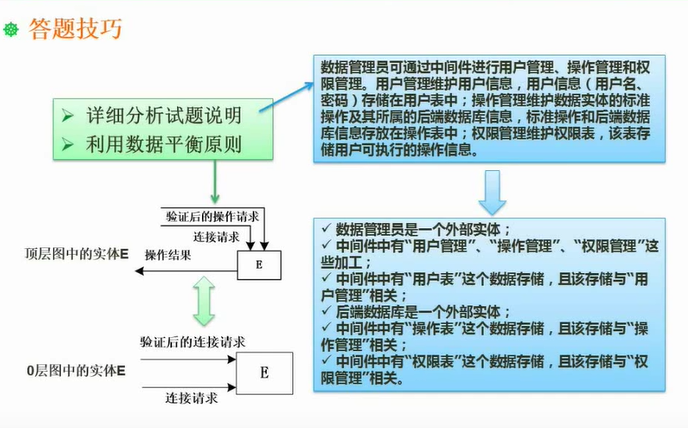 答题技巧
详细分析试题说明
利用数据平衡原则
数据管理员可通过中间件进行用户管理、操作管理和权
限管理。用户管理维护用户信息，用户信息（用户名、
密码）存储在用户表中；操作管理维护数据实体的标准
操作及其所属的后端数据库信息，标准操作和后端数据
库信息存放在操作表中；权限管理维护权限表，该表存
储用户可执行的操作信息。
验证后的操作请求
连接请求
顶层图中的实体E
操作结果
E
验证后的连接请求
0层图中的实体E
E
连接请求
✓ 数据管理员是一个外部实体；
✓ 中间件中有“用户管理”、“操作管理”、“权限管理”这
些加工；
✓ 中间件中有“用户表”这个数据存储，且该存储与“用
户管理”相关；
✓ 后端数据库是一个外部实体；
✓ 中间件中有“操作表”这个数据存储，且该存储与“操
作管理”相关；
✓ 中间件中有“权限表”这个数据存储，且该存储与“权
限管理”相关。